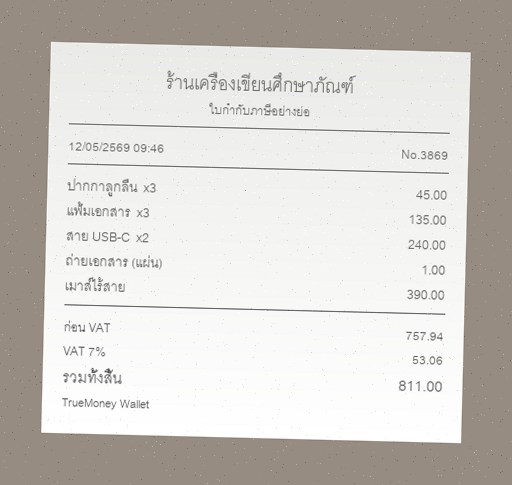 ร้านเครื่องเขียนศึกษาภัณฑ์
ใบกำกับภาษีอย่างย่อ
12/05/2569 09:46 No.3869
ปากกาลูกลื่น x3 45.00
แฟ้มเอกสาร x3 135.00
สาย USB-C x2 240.00
ถ่ายเอกสาร (แผ่น) 1.00
เมาส์ไร้สาย 390.00
ก่อน VAT 757.94
VAT 7% 53.06
รวมทั้งสิ้น 811.00
TrueMoney Wallet